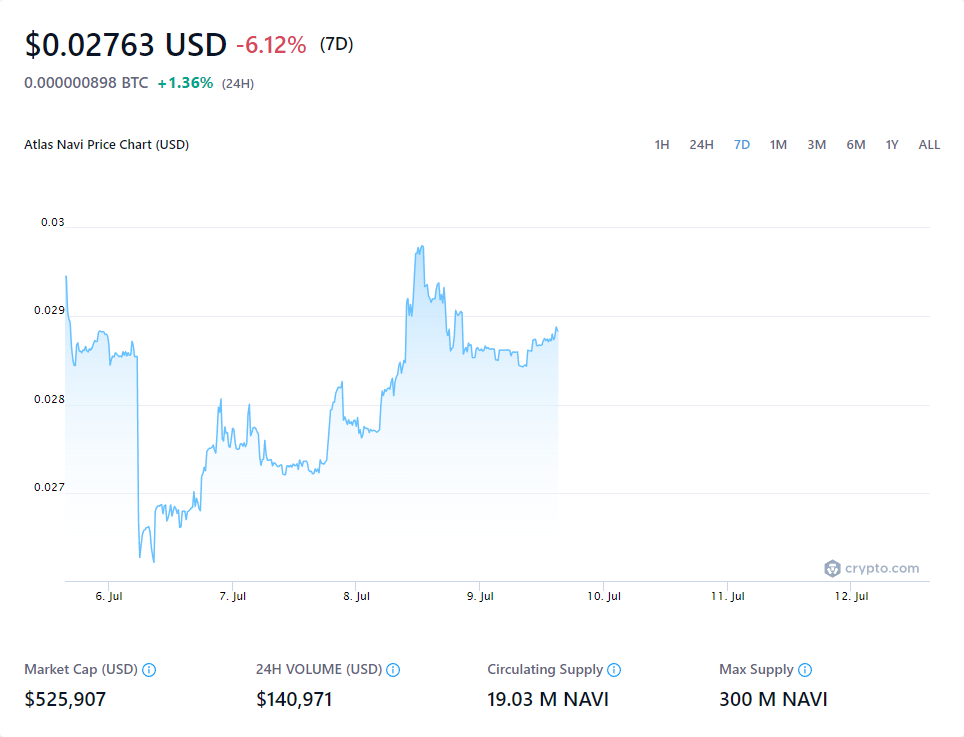 $0.02763 USD -6.12% (7D)
0.000000898 BTC +1.36% (24H)
Atlas Navi Price Chart (USD) 1H 24H 7D 1M 3M 6M 1Y ALL
0.03
0.029
0.028
0.027
crypto.com
6. Jul 7. Jul 8. Jul 9. Jul 10. Jul 11. Jul 12. Jul
Market Cap (USD) 24H VOLUME (USD) Circulating Supply Max Supply
$525,907 $140,971 19.03 M NAVI 300 M NAVI